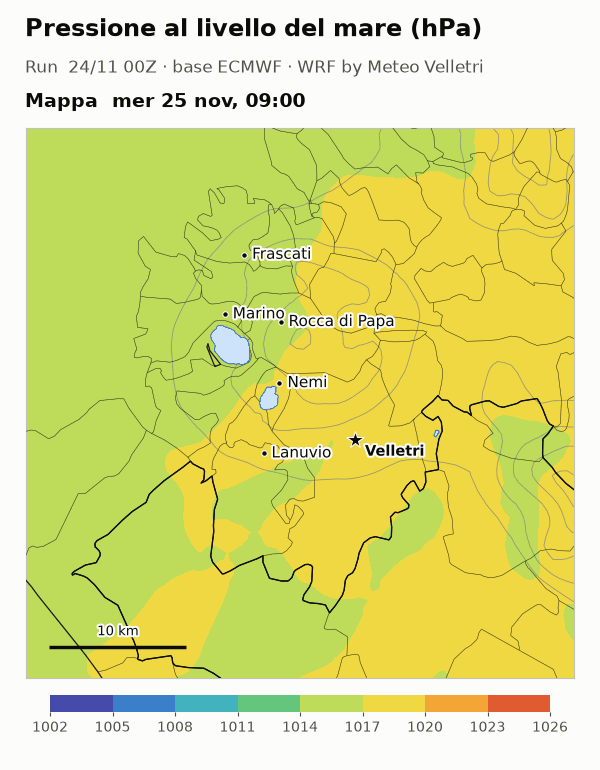 Pressione al livello del mare (hPa)
Run  24/11 00Z · base ECMWF · WRF by Meteo Velletri
Mappa  mer 25 nov, 09:00
Frascati
Marino
Rocca di Papa
Nemi
Velletri
Lanuvio
10 km
1002 1005 1008 1011 1014 1017 1020 1023 1026